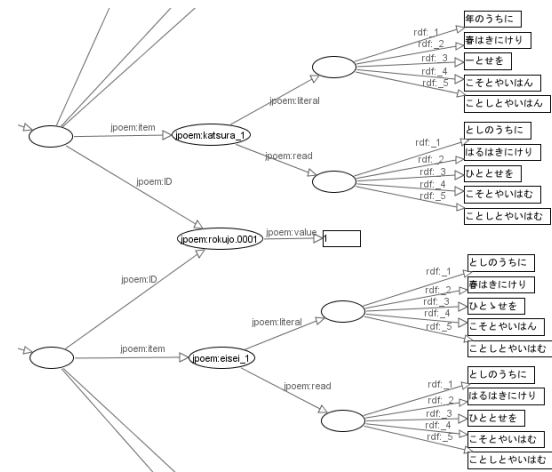 rdf:_1
年のうちに
rdf:_2
春はきにけり
rdf:_3
一とせを
rdf:_4
こそとやいはん
rdf:_5
ことしとやいはん
jpoem:literal
jpoem:item
jpoem:katsura_1
jpoem:read
rdf:_1
としのうちに
rdf:_2
はるはきにけり
rdf:_3
ひととせを
rdf:_4
こそとやいはむ
rdf:_5
ことしとやいはむ
jpoem:ID
jpoem:rokujo.0001
jpoem:value
1
jpoem:ID
rdf:_1
としのうちに
rdf:_2
春はきにけり
rdf:_3
ひとゝせを
rdf:_4
こそとやいはん
rdf:_5
ことしとやいはむ
jpoem:literal
jpoem:item
jpoem:eisei_1
jpoem:read
rdf:_1
としのうちに
rdf:_2
はるはきにけり
rdf:_3
ひととせを
rdf:_4
こそとやいはむ
rdf:_5
ことしとやいはむ